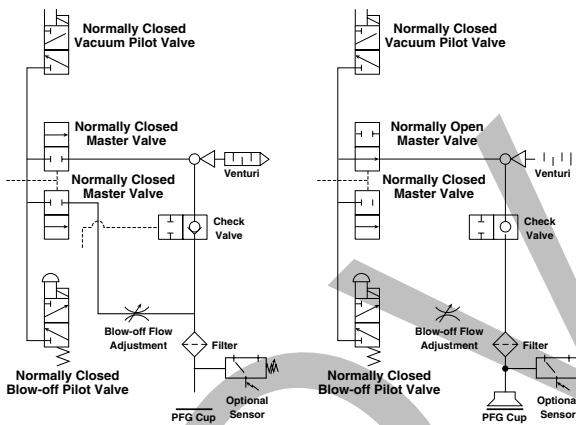 Normally Closed
Vacuum Pilot Valve
Normally Closed
Master Valve
Venturi
Normally Closed
Master Valve
Check
Valve
Blow-off Flow
Adjustment
Filter
Normally Closed
Blow-off Pilot Valve
PFG Cup
Optional
Sensor
Normally Closed
Vacuum Pilot Valve
Normally Open
Master Valve
Venturi
Normally Closed
Master Valve
Check
Valve
Blow-off Flow
Adjustment
Filter
Normally Closed
Blow-off Pilot Valve
PFG Cup
Optional
Sensor